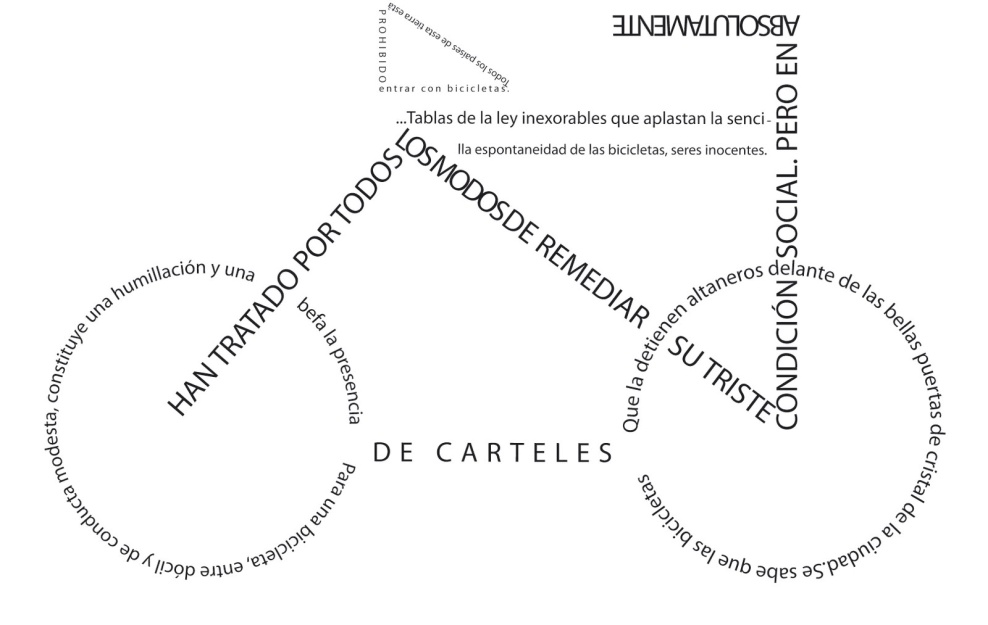 Para una bicicleta, ente dócil y de conducta modesta, constituye una humillación y una
befa la presencia
DE CARTELES
Que la detienen altaneros delante de las bellas puertas de cristal de la ciudad.Se sabe que las bicicletas
HAN TRATADO POR TODOS
LOS MODOS DE REMEDIAR SU TRISTE
CONDICIÓN SOCIAL. PERO EN
ABSOLUTAMENTE
Todos los países de esta tierra está
PROHIBIDO
entrar con bicicletas.
...Tablas de la ley inexorables que aplastan la senci-
lla espontaneidad de las bicicletas, seres inocentes.